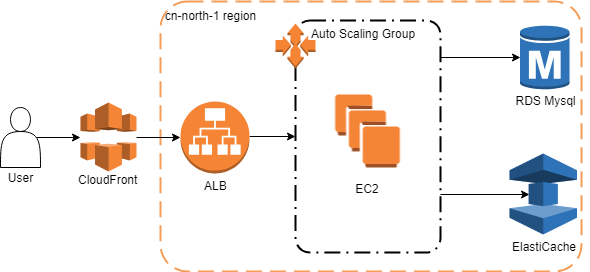 cn-north-1 region
Auto Scaling Group
M
RDS Mysql
User
CloudFront
ALB
EC2
ElastiCache